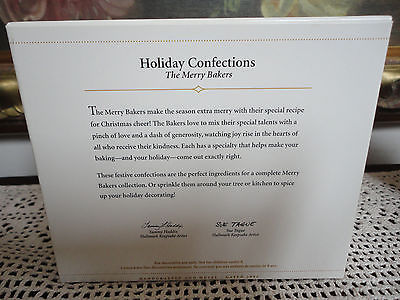 Holiday Confections
The Merry Bakers
The Merry Bakers make the season extra merry with their special recipe
for Christmas cheer! The Bakers love to mix their special talents with a
pinch of love and a dash of generosity, watching joy rise in the hearts of
all who receive their kindness. Each has a specialty that helps make your
baking—and your holiday—come out exactly right.
These festive confections are the perfect ingredients for a complete Merry
Bakers collection. Or sprinkle them around your tree or kitchen to spice
up your holiday decorating!
SUE TAGUE
Tammy Haddix
Hallmark Keepsake Artist
Sue Tague
Hallmark Keepsake Artist